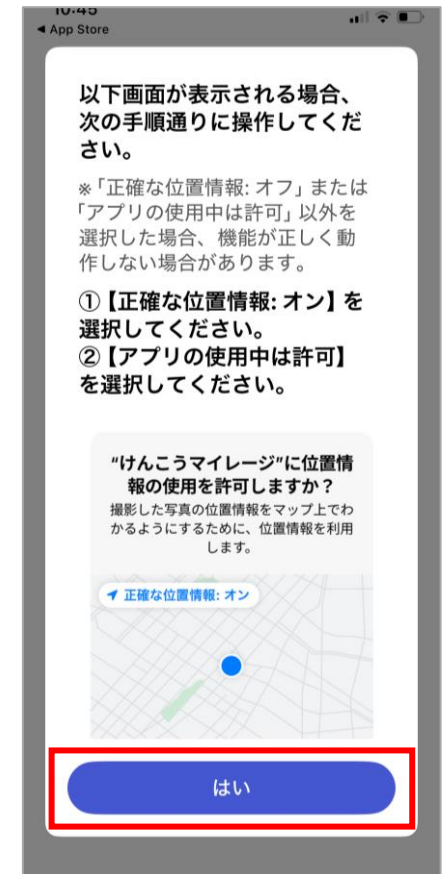 10:45
◀ App Store
以下画面が表示される場合、
次の手順通りに操作してくだ
さい。
※「正確な位置情報: オフ」または
「アプリの使用中は許可」以外を
選択した場合、機能が正しく動
作しない場合があります。
①【正確な位置情報: オン】を
選択してください。
②【アプリの使用中は許可】
を選択してください。
“けんこうマイレージ”に位置情
報の使用を許可しますか？
撮影した写真の位置情報をマップ上でわ
かるようにするために、位置情報を利用
します。
正確な位置情報: オン
はい